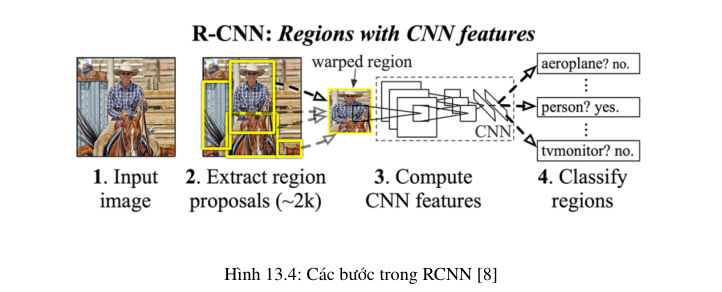 R-CNN: Regions with CNN features
warped region
aeroplane? no.
person? yes.
tvmonitor? no.
CNN
1. Input
image
2. Extract region
proposals (~2k)
3. Compute
CNN features
4. Classify
regions
Hình 13.4: Các bước trong RCNN [8]